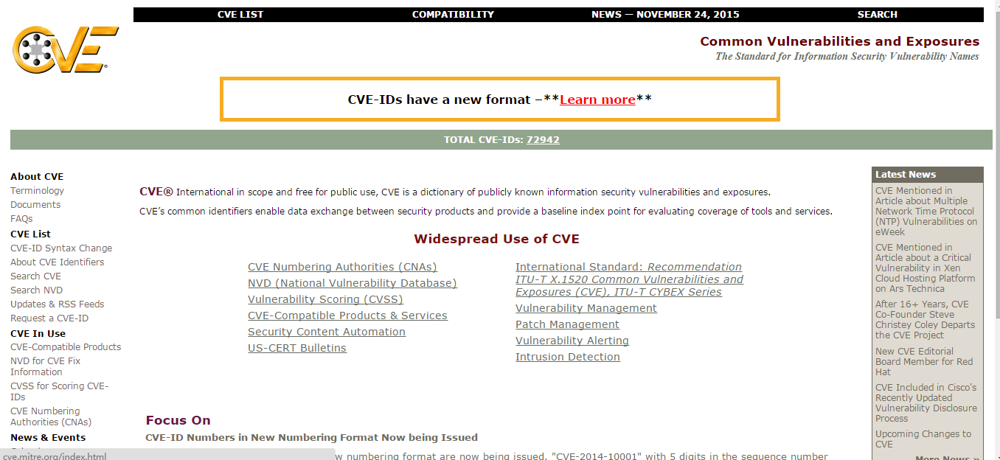 CVE LIST COMPATIBILITY NEWS — NOVEMBER 24, 2015 SEARCH
CVE
Common Vulnerabilities and Exposures
The Standard for Information Security Vulnerability Names
CVE-IDs have a new format –**Learn more**
TOTAL CVE-IDs: 72942
About CVE
Terminology
Documents
FAQs
CVE List
CVE-ID Syntax Change
About CVE Identifiers
Search CVE
Search NVD
Updates & RSS Feeds
Request a CVE-ID
CVE In Use
CVE-Compatible Products
NVD for CVE Fix
Information
CVSS for Scoring CVE-
IDs
CVE Numbering
Authorities (CNAs)
News & Events
CVE® International in scope and free for public use, CVE is a dictionary of publicly known information security vulnerabilities and exposures.
CVE’s common identifiers enable data exchange between security products and provide a baseline index point for evaluating coverage of tools and services.
Widespread Use of CVE
CVE Numbering Authorities (CNAs)
NVD (National Vulnerability Database)
Vulnerability Scoring (CVSS)
CVE-Compatible Products & Services
Security Content Automation
US-CERT Bulletins
International Standard: Recommendation
ITU-T X.1520 Common Vulnerabilities and
Exposures (CVE), ITU-T CYBEX Series
Vulnerability Management
Patch Management
Vulnerability Alerting
Intrusion Detection
Focus On
CVE-ID Numbers in New Numbering Format Now being Issued
numbering format are now being issued. "CVE-2014-10001" with 5 digits in the sequence number
Latest News
CVE Mentioned in
Article about Multiple
Network Time Protocol
(NTP) Vulnerabilities on
eWeek
CVE Mentioned in
Article about a Critical
Vulnerability in Xen
Cloud Hosting Platform
on Ars Technica
After 16+ Years, CVE
Co-Founder Steve
Christey Coley Departs
the CVE Project
New CVE Editorial
Board Member for Red
Hat
CVE Included in Cisco's
Recently Updated
Vulnerability Disclosure
Process
Upcoming Changes to
CVE
More News »
cve.mitre.org/index.html